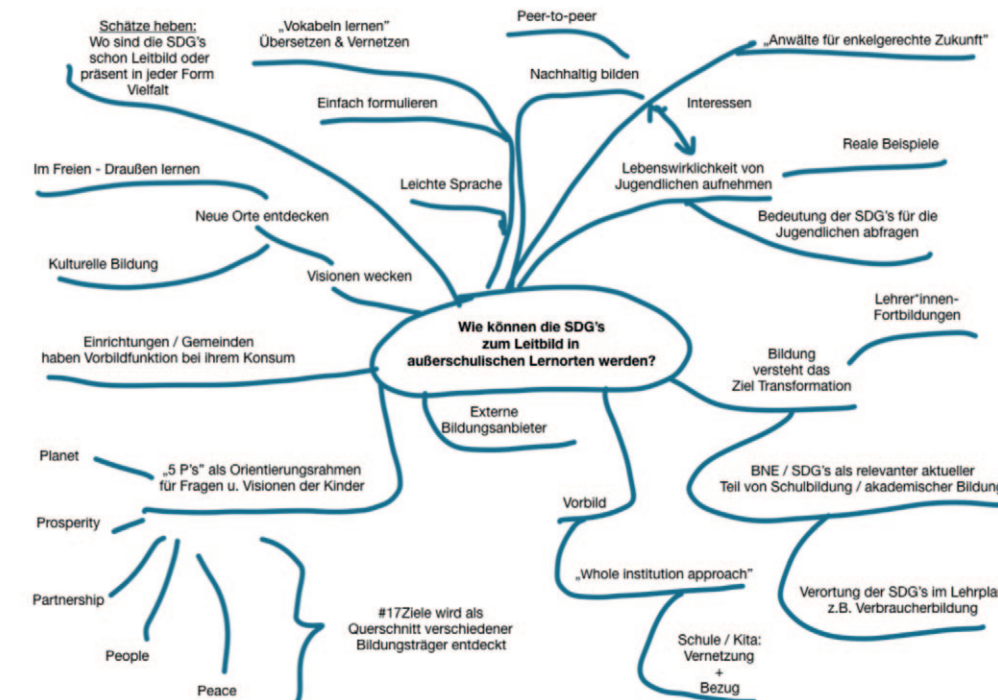 Schätze heben:
Wo sind die SDG's
schon Leitbild oder
präsent in jeder Form
Vielfalt
„Vokabeln lernen"
Übersetzen & Vernetzen
Einfach formulieren
Leichte Sprache
Peer-to-peer
Nachhaltig bilden
„Anwälte für enkelgerechte Zukunft"
Interessen
Lebenswirklichkeit von
Jugendlichen aufnehmen
Reale Beispiele
Bedeutung der SDG's für die
Jugendlichen abfragen
Im Freien - Draußen lernen
Neue Orte entdecken
Kulturelle Bildung
Visionen wecken
Wie können die SDG's
zum Leitbild in
außerschulischen Lernorten werden?
Einrichtungen / Gemeinden
haben Vorbildfunktion bei ihrem Konsum
Lehrer*innen-
Fortbildungen
Bildung
versteht das
Ziel Transformation
Externe
Bildungsanbieter
BNE / SDG's als relevanter aktueller
Teil von Schulbildung / akademischer Bildung
Verortung der SDG's im Lehrpla
z.B. Verbraucherbildung
Planet
„5 P's" als Orientierungsrahmen
für Fragen u. Visionen der Kinder
Prosperity
Partnership
People
Peace
#17Ziele wird als
Querschnitt verschiedener
Bildungsträger entdeckt
Vorbild
„Whole institution approach"
Schule / Kita:
Vernetzung
+
Bezug